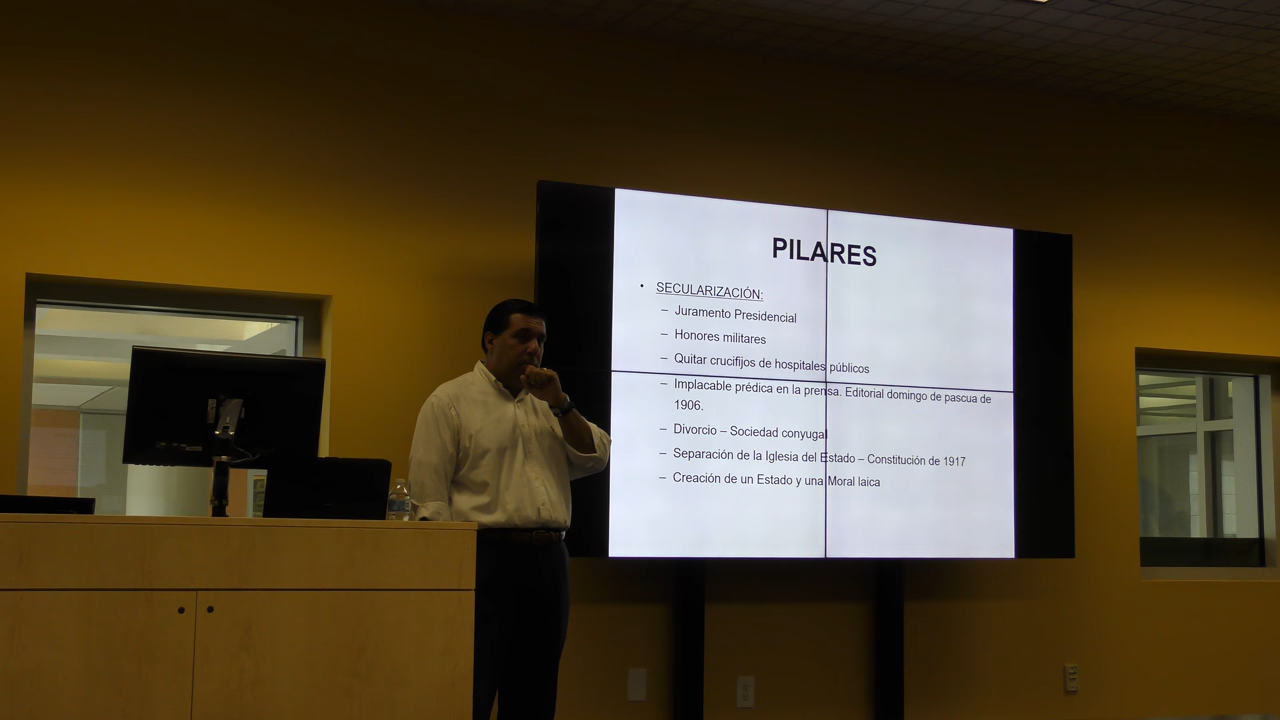 PILARES
• SECULARIZACIÓN:
– Juramento Presidencial
– Honores militares
– Quitar crucifijos de hospitales públicos
– Implacable prédica en la prensa. Editorial domingo de pascua de
1906.
– Divorcio – Sociedad conyugal
– Separación de la Iglesia del Estado – Constitución de 1917
– Creación de un Estado y una Moral laica